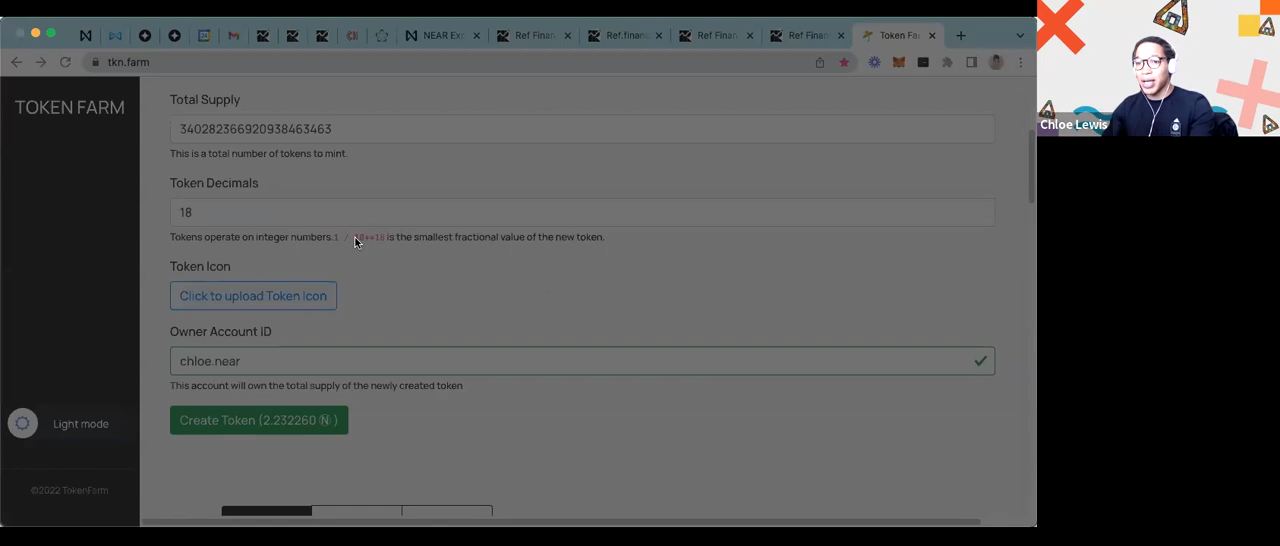 NEAR Exc
Ref Finan
Ref.finan
Ref Finan
Ref Finan
Token Fa
tkn.farm
TOKEN FARM
Total Supply
340282366920938463463
This is a total number of tokens to mint.
Token Decimals
18
Tokens operate on integer numbers. 1 / 10**18 is the smallest fractional value of the new token.
Token Icon
Click to upload Token Icon
Owner Account ID
chloe.near
This account will own the total supply of the newly created token
Create Token (2.232260 Ⓝ )
Light mode
©2022 TokenFarm
Chloe Lewis